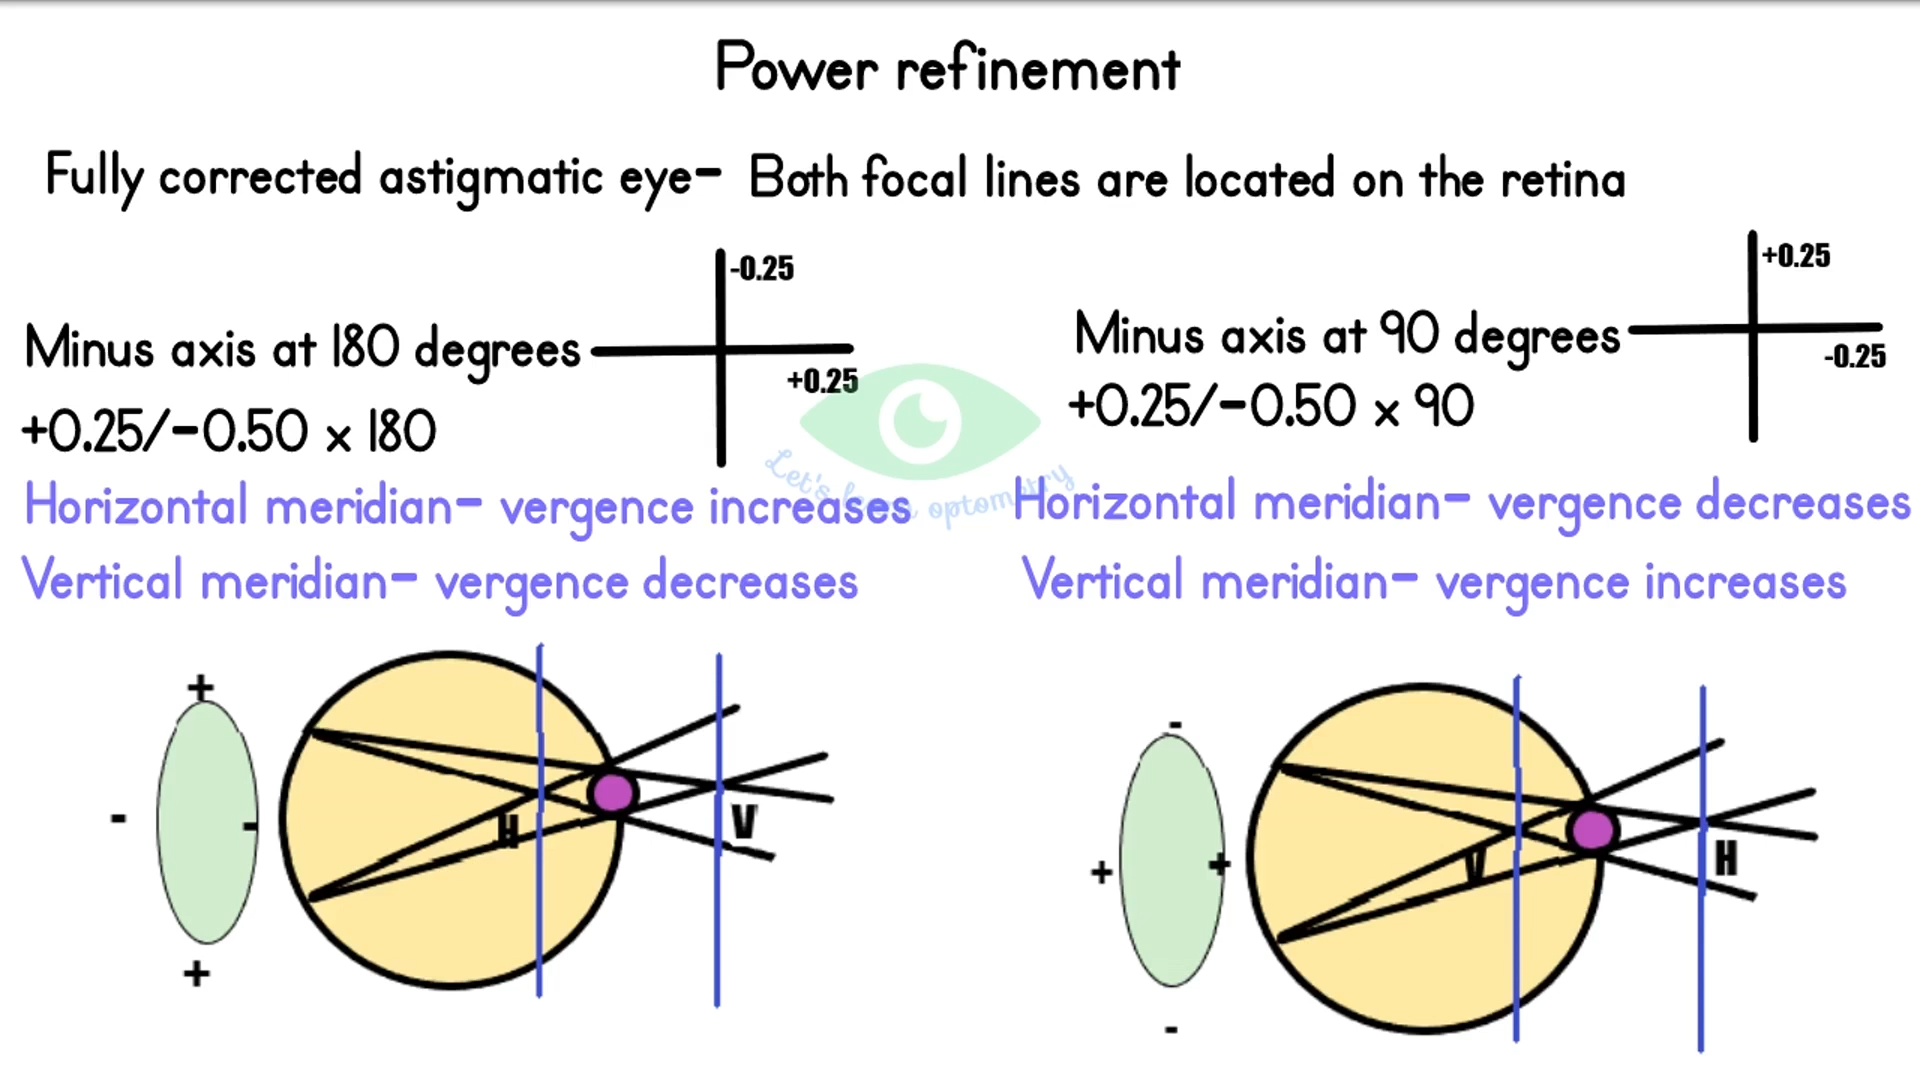 Power refinement
Fully corrected astigmatic eye- Both focal lines are located on the retina
-0.25
Minus axis at 180 degrees
+0.25
+0.25/-0.50 x 180
Horizontal meridian- vergence increases
Vertical meridian- vergence decreases
+0.25
Minus axis at 90 degrees
-0.25
+0.25/-0.50 x 90
Horizontal meridian- vergence decreases
Vertical meridian- vergence increases
Let's learn optometry
+
-
-
+
H
V
-
+
+
-
V
H